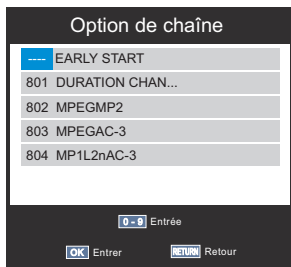 Option de chaîne
---- EARLY START
801 DURATION CHAN...
802 MPEGMP2
803 MPEGAC-3
804 MP1L2nAC-3
0 - 9 Entrée
OK Entrer RETURN Retour